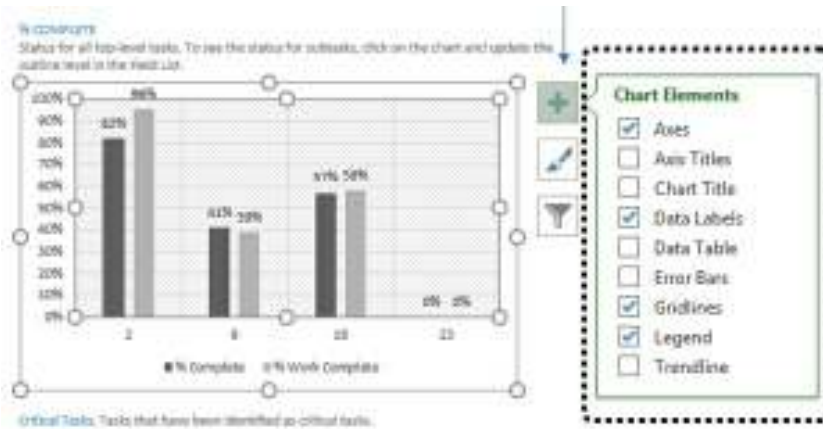 % COMPLETE
Status for all top-level tasks. To see the status for subtasks, click on the chart and update the
outline level in the Field List.
100%
90%
80%
70%
60%
50%
40%
30%
20%
10%
0%
82%
96%
41%
39%
57% 58%
0% 0%
2
% Complete
% Work Complete
Critical Tasks. Tasks that have been identified as critical tasks.
Chart Elements
Axes
Axis Titles
Chart Title
Data Labels
Data Table
Error Bars
Gridlines
Legend
Trendline